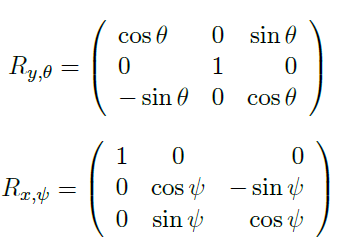 R_{y,θ} = ( cos θ 0 sin θ
0 1 0
− sin θ 0 cos θ )
R_{x,ψ} = ( 1 0 0
0 cos ψ − sin ψ
0 sin ψ cos ψ )